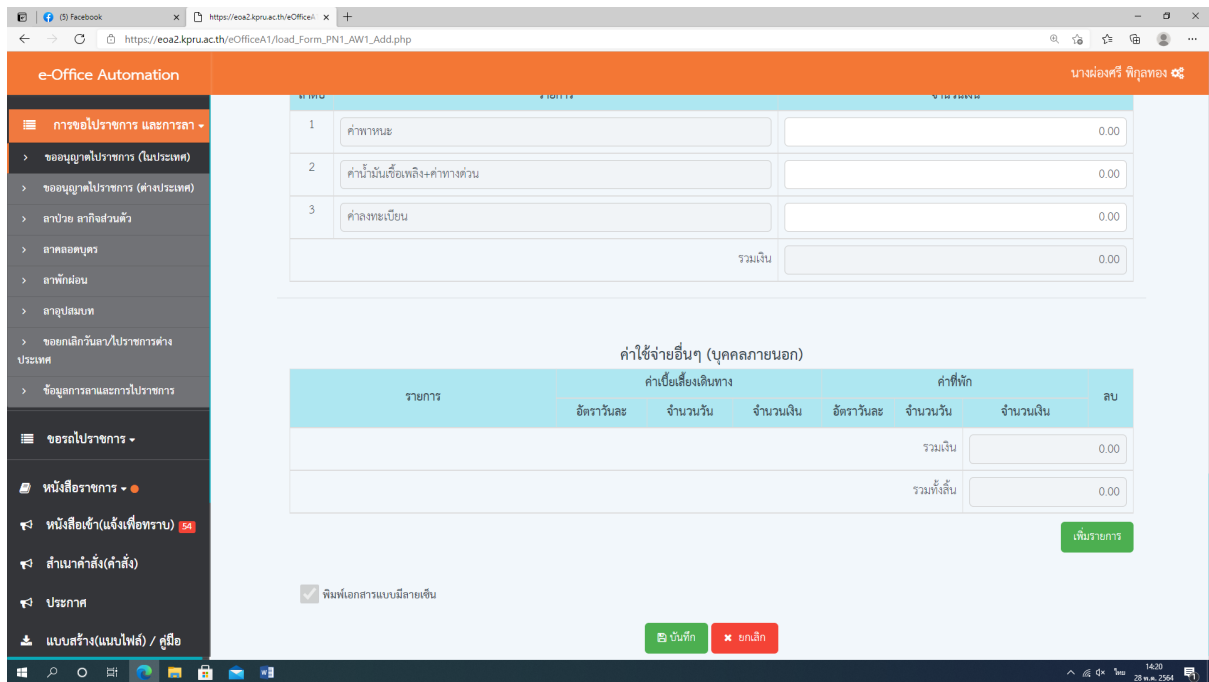 (5) Facebook
https://eoa2.kpru.ac.th/eOfficeA
https://eoa2.kpru.ac.th/eOfficeA1/load_Form_PN1_AW1_Add.php
e-Office Automation
นางผ่องศรี พิกุลทอง
ลำดับ รายการ จำนวนเงิน
การขอไปราชการ และการลา
ขออนุญาตไปราชการ (ในประเทศ)
ขออนุญาตไปราชการ (ต่างประเทศ)
ลาป่วย ลากิจส่วนตัว
ลาคลอดบุตร
ลาพักผ่อน
ลาอุปสมบท
ขอยกเลิกวันลา/ไปราชการต่าง
ประเทศ
ข้อมูลการลาและการไปราชการ
ขอรถไปราชการ
หนังสือราชการ
หนังสือเข้า(แจ้งเพื่อทราบ) 54
สำเนาคำสั่ง(คำสั่ง)
ประกาศ
แบบสร้าง(แนบไฟล์) / คู่มือ
1 ค่าพาหนะ 0.00
2 ค่าน้ำมันเชื้อเพลิง+ค่าทางด่วน 0.00
3 ค่าลงทะเบียน 0.00
รวมเงิน 0.00
ค่าใช้จ่ายอื่นๆ (บุคคลภายนอก)
รายการ ค่าเบี้ยเลี้ยงเดินทาง ค่าที่พัก ลบ
อัตราวันละ จำนวนวัน จำนวนเงิน อัตราวันละ จำนวนวัน จำนวนเงิน
รวมเงิน 0.00
รวมทั้งสิ้น 0.00
เพิ่มรายการ
พิมพ์เอกสารแบบมีลายเซ็น
บันทึก ยกเลิก
ไทย 14:20
28 พ.ค. 2564